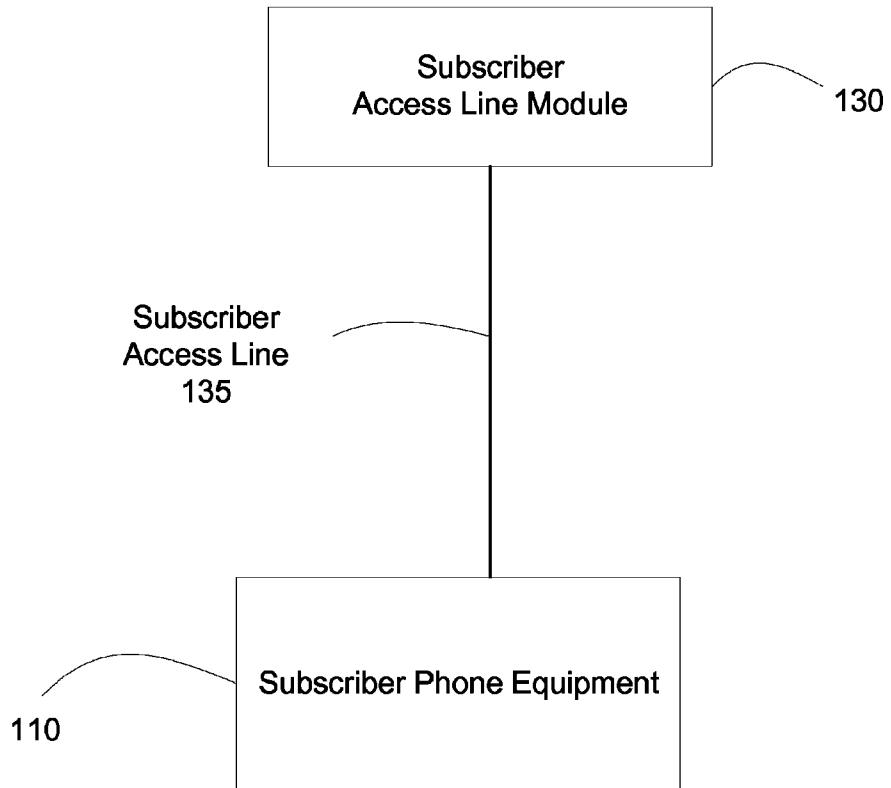 Subscriber
Access Line Module
130
Subscriber
Access Line
135
Subscriber Phone Equipment
110